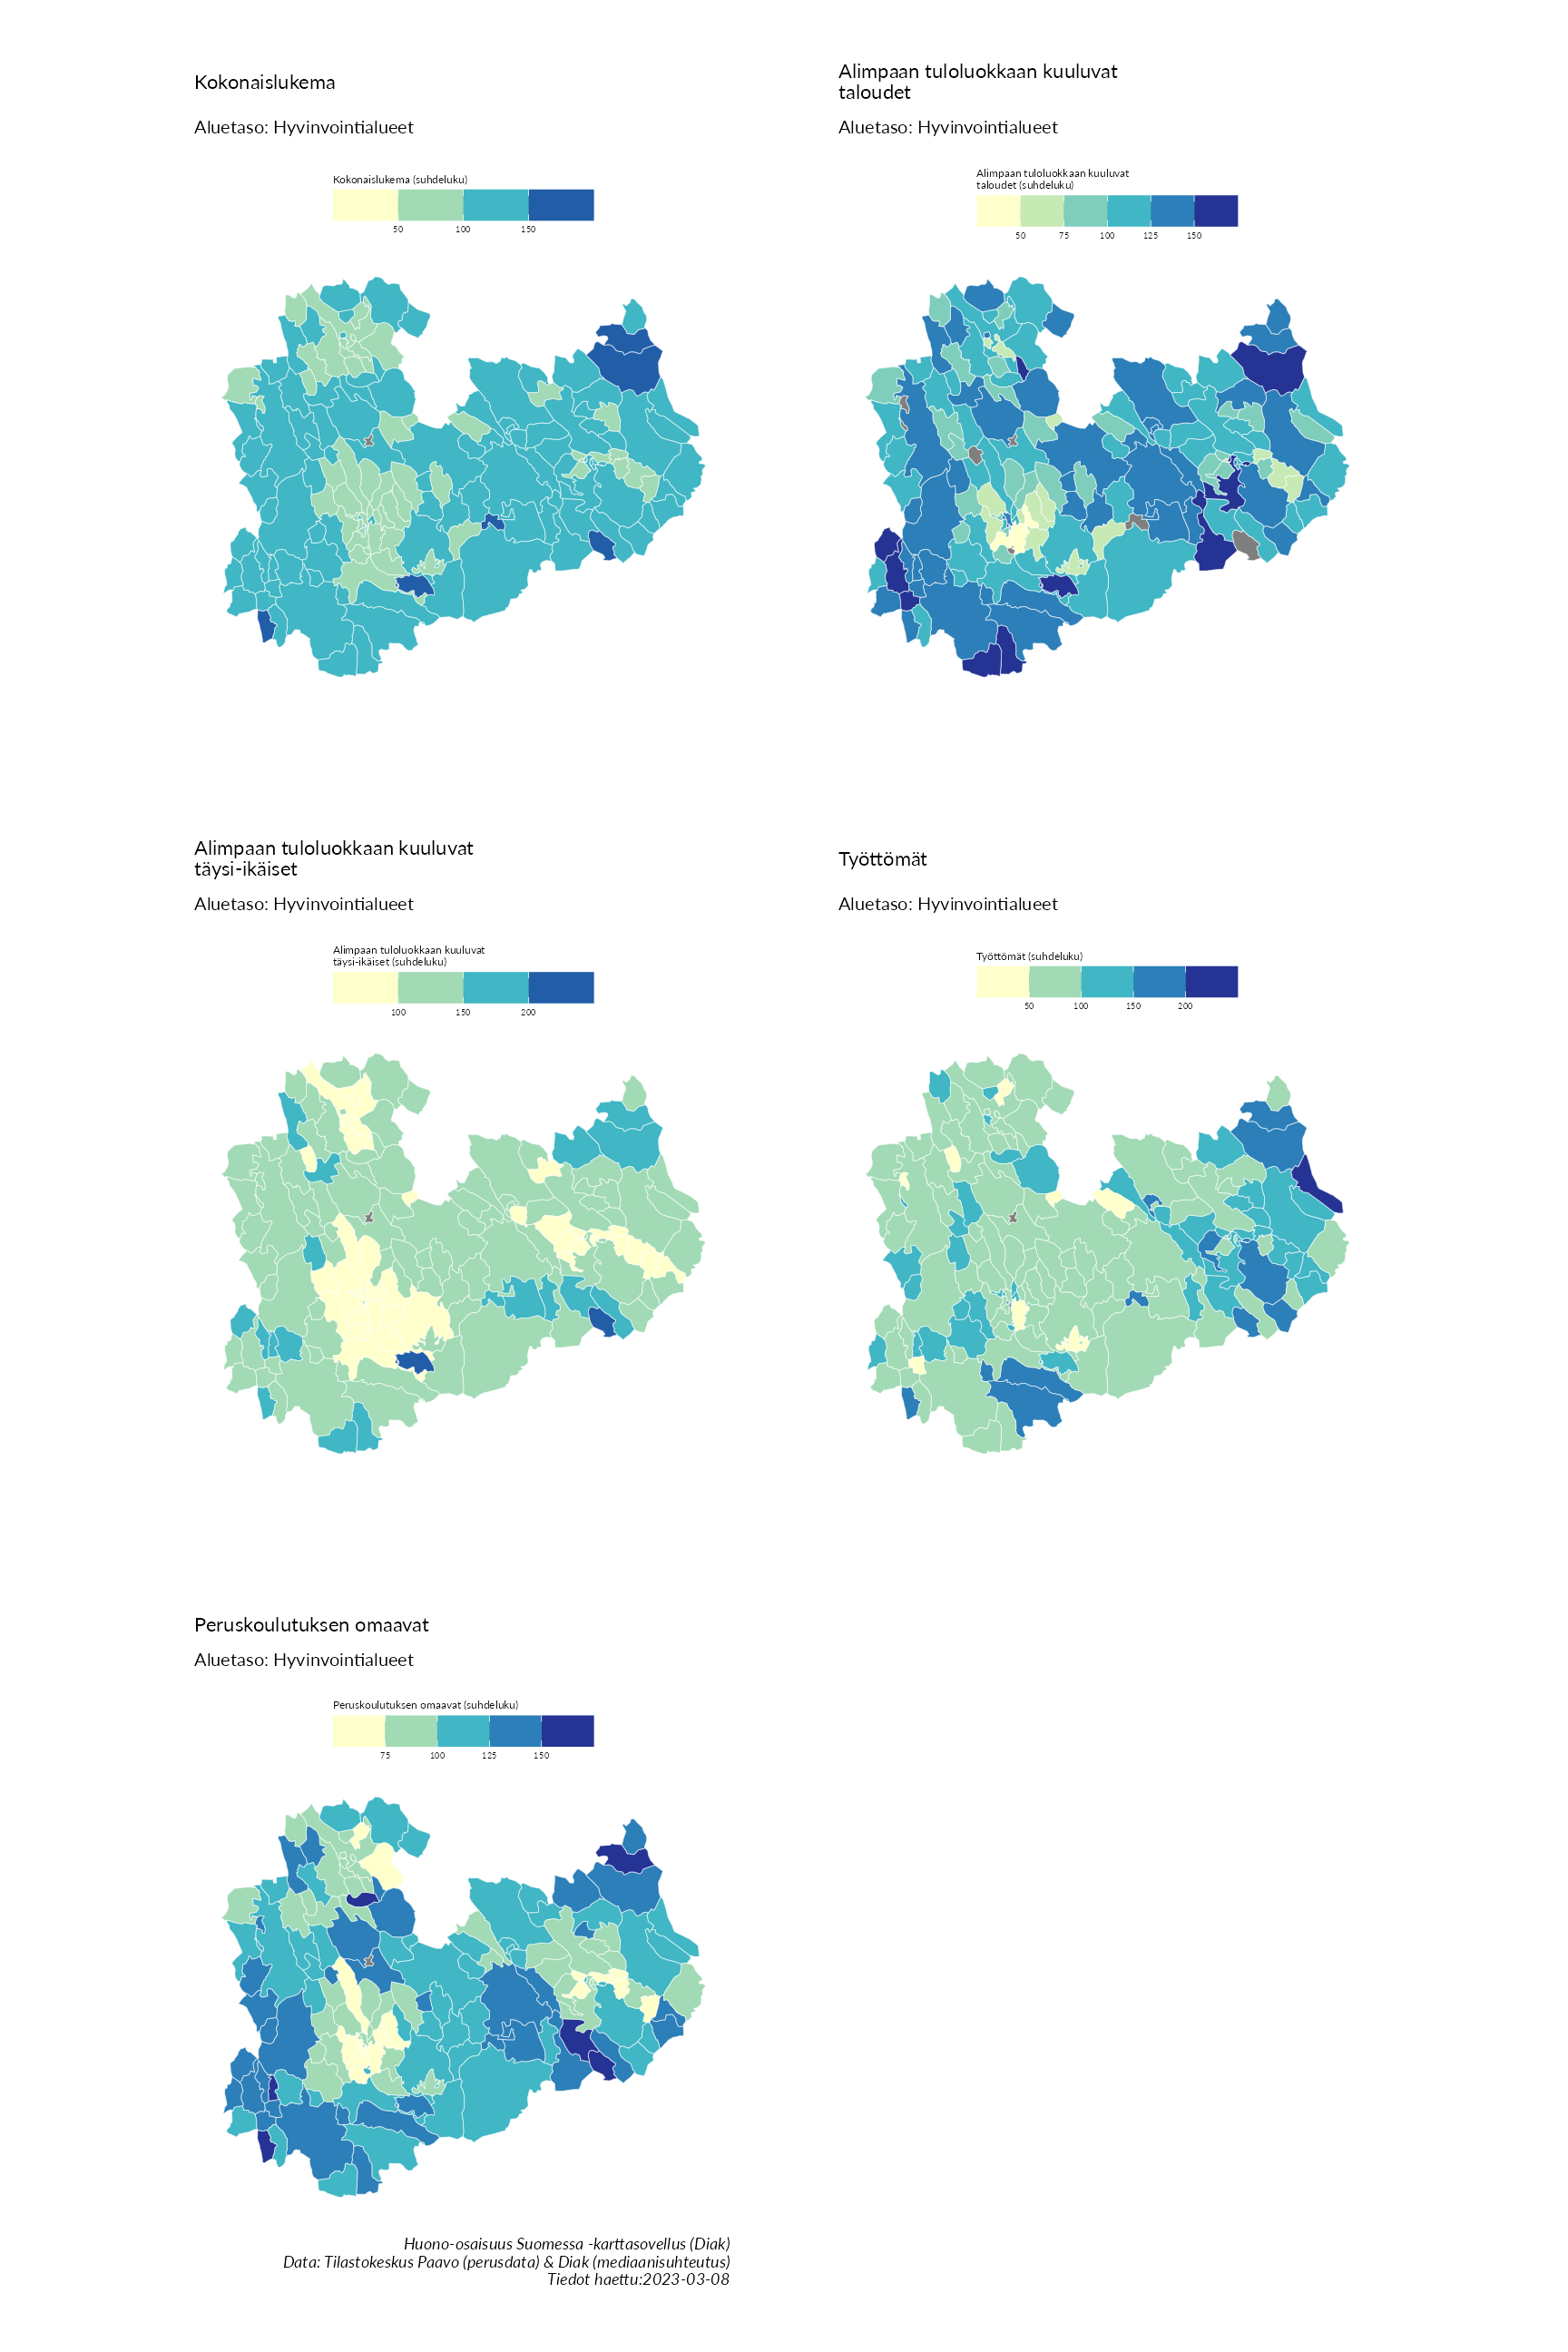 Kokonaislukema
Aluetaso: Hyvinvointialueet
Kokonaislukema (suhdeluku)
50 100 150
Alimpaan tuloluokkaan kuuluvat
taloudet
Aluetaso: Hyvinvointialueet
Alimpaan tuloluokkaan kuuluvat
taloudet (suhdeluku)
50 75 100 125 150
Alimpaan tuloluokkaan kuuluvat
täysi-ikäiset
Aluetaso: Hyvinvointialueet
Alimpaan tuloluokkaan kuuluvat
täysi-ikäiset (suhdeluku)
100 150 200
Työttömät
Aluetaso: Hyvinvointialueet
Työttömät (suhdeluku)
50 100 150 200
Peruskoulutuksen omaavat
Aluetaso: Hyvinvointialueet
Peruskoulutuksen omaavat (suhdeluku)
75 100 125 150
Huono-osaisuus Suomessa -karttasovellus (Diak)
Data: Tilastokeskus Paavo (perusdata) & Diak (mediaanisuhteutus)
Tiedot haettu:2023-03-08